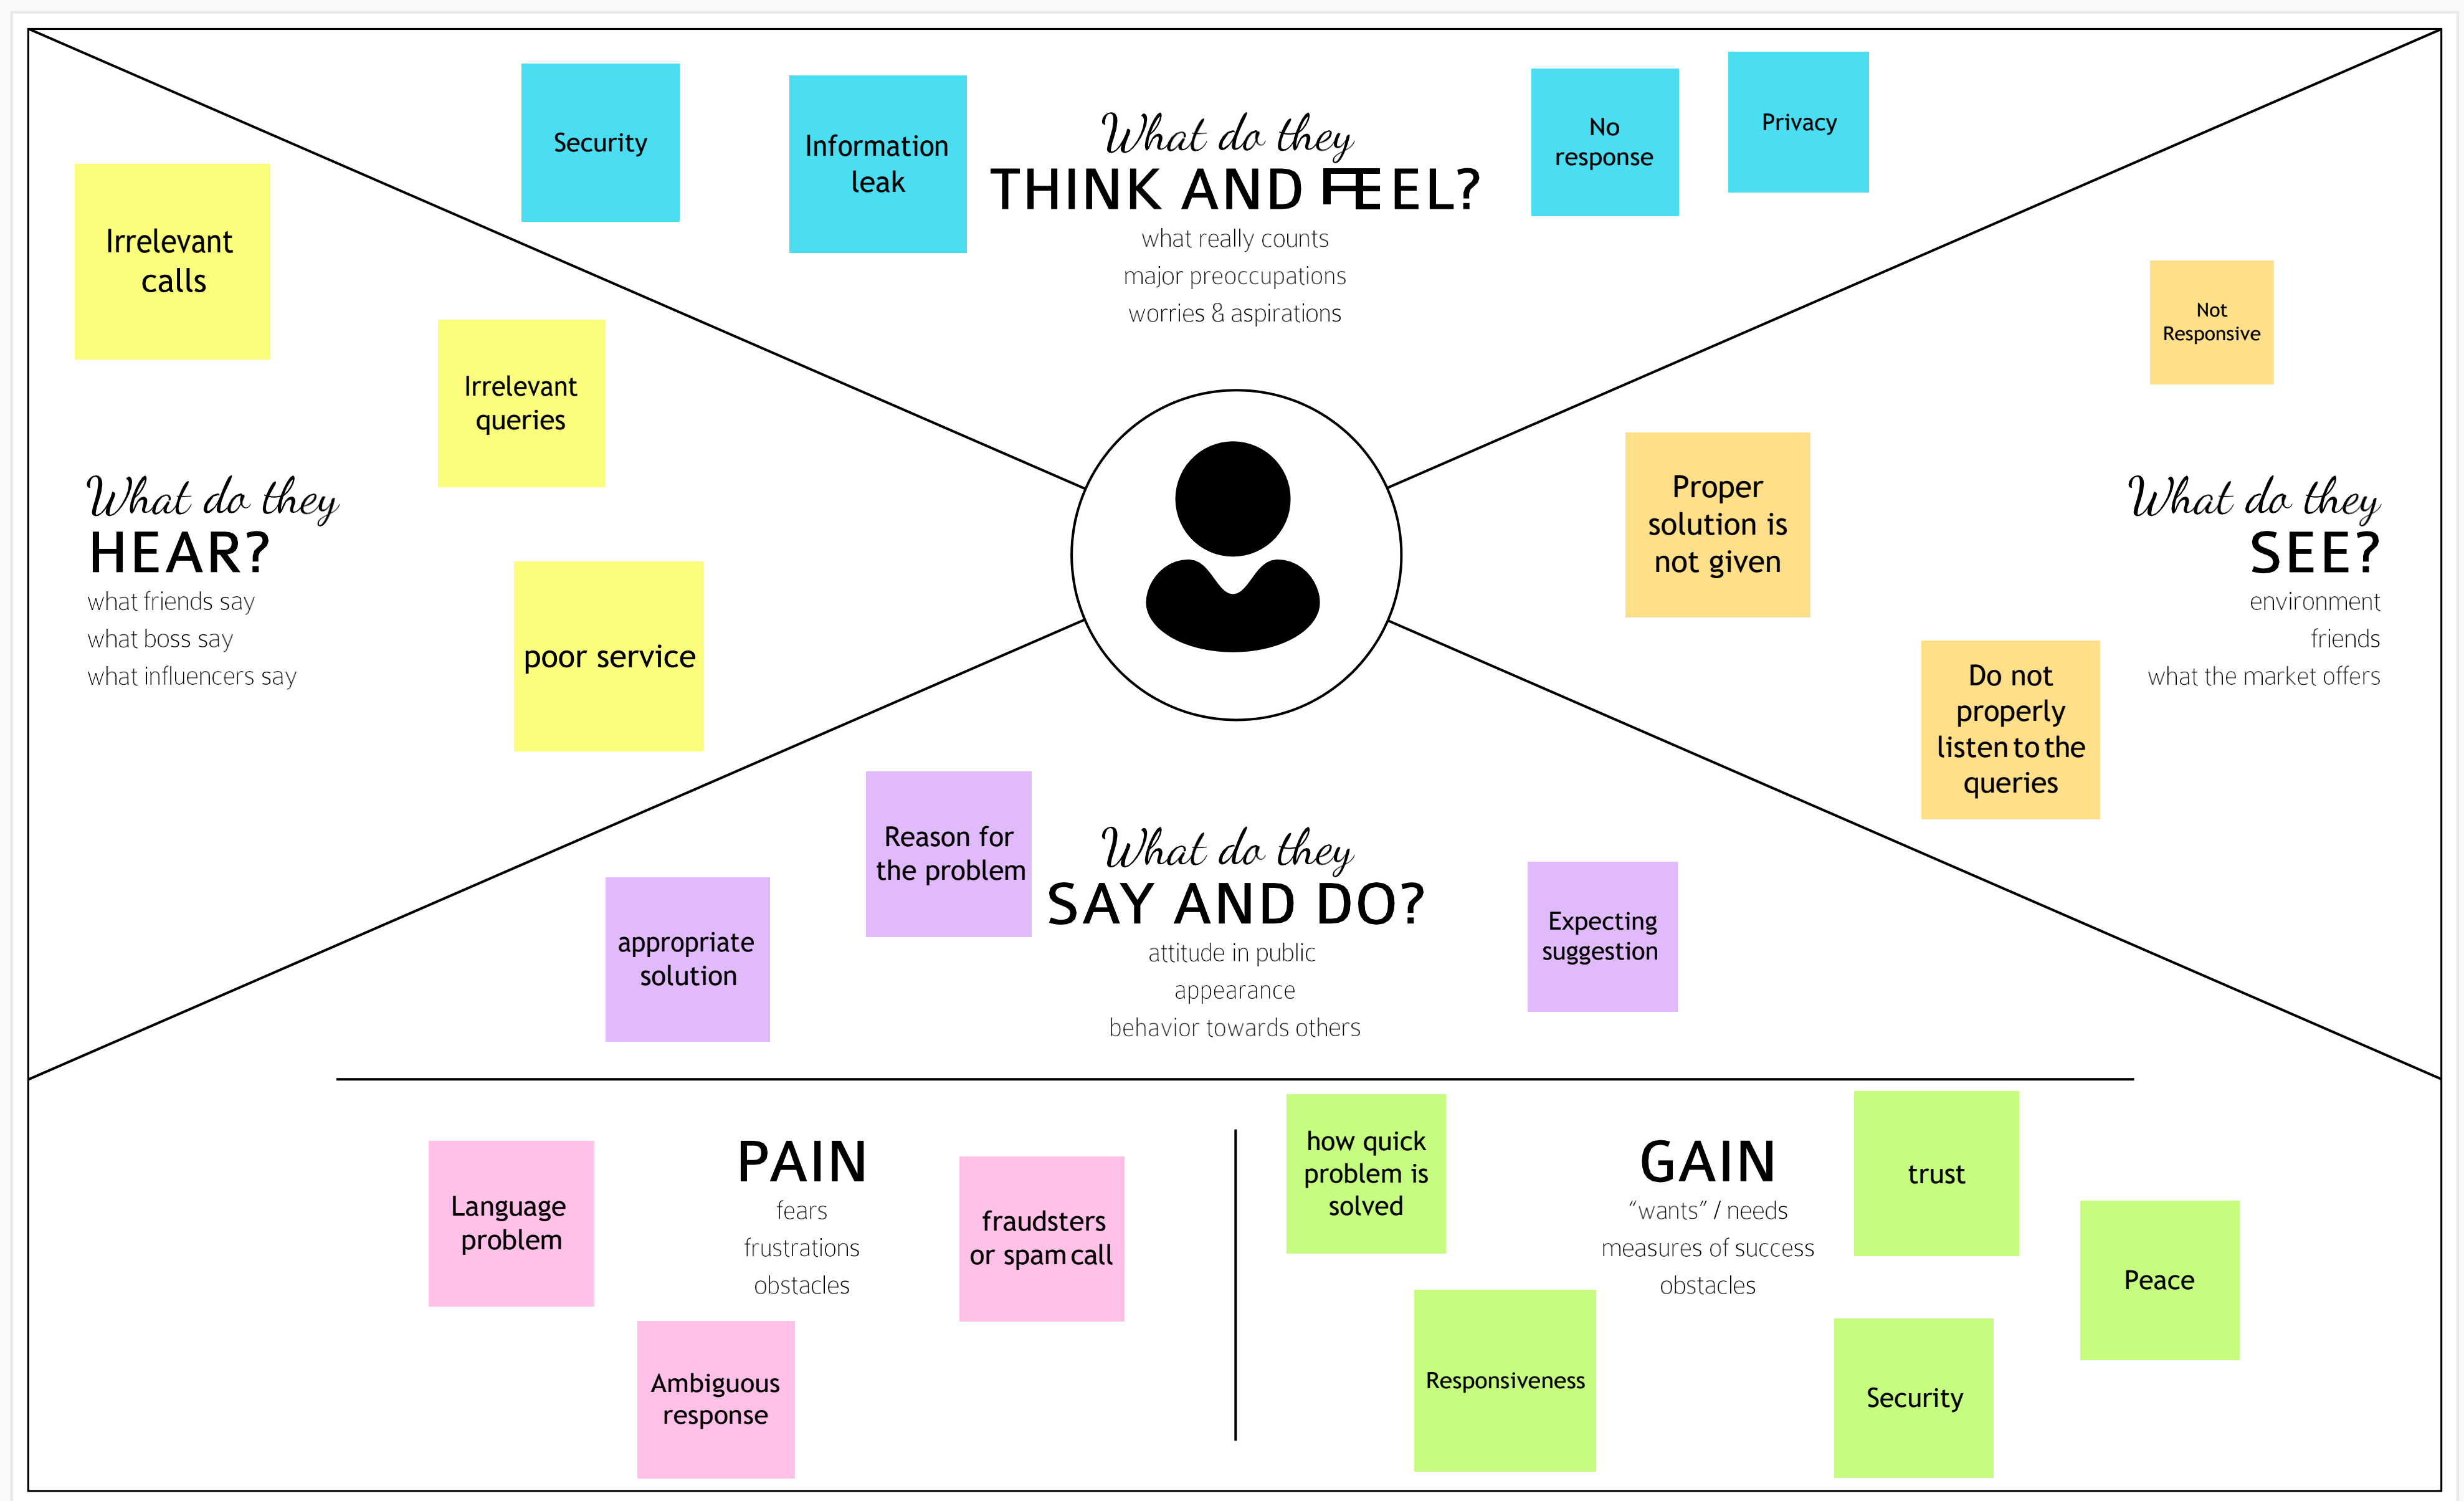 What do they
THINK AND FEEL?
what really counts
major preoccupations
worries & aspirations
Security
Information
leak
No
response
Privacy
Irrelevant
calls
Irrelevant
queries
What do they
HEAR?
what friends say
what boss say
what influencers say
poor service
Not
Responsive
Proper
solution is
not given
What do they
SEE?
environment
friends
what the market offers
Do not
properly
listen to the
queries
Reason for
the problem
appropriate
solution
What do they
SAY AND DO?
attitude in public
appearance
behavior towards others
Expecting
suggestion
PAIN
fears
frustrations
obstacles
Language
problem
fraudsters
or spam call
Ambiguous
response
how quick
problem is
solved
GAIN
“wants” / needs
measures of success
obstacles
trust
Peace
Responsiveness
Security